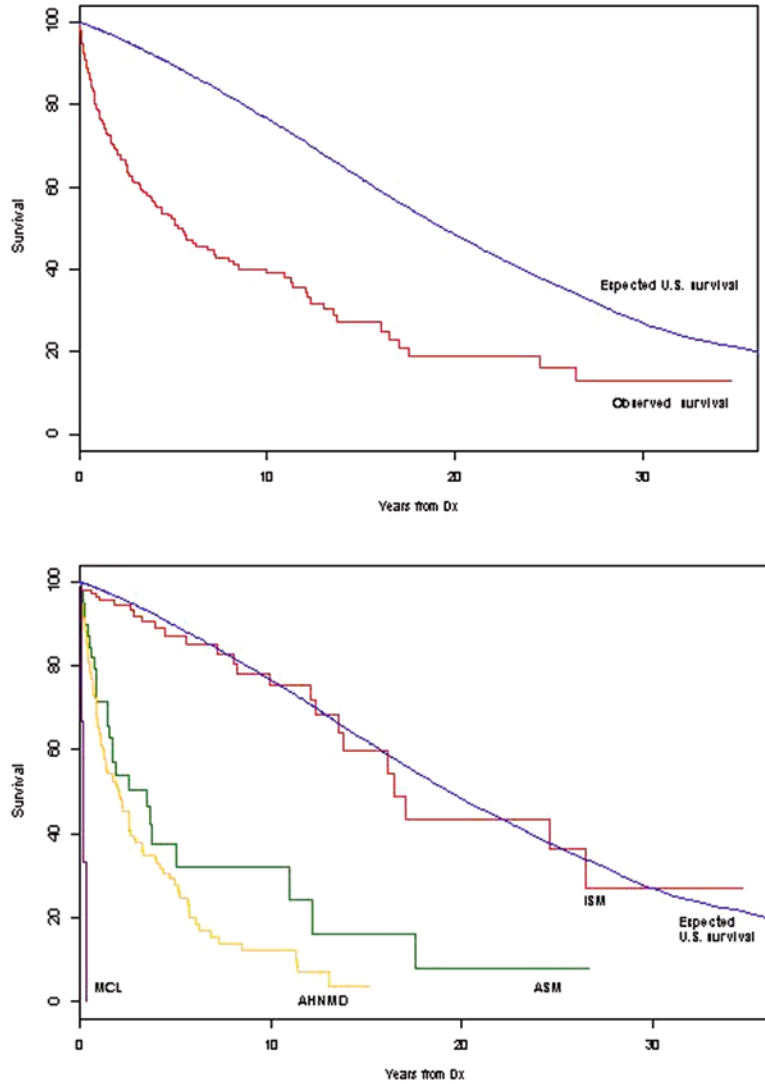 100
80
60
40
20
0
Survival
Expected U.S. survival
Observed survival
0 10 20 30
Years from Dx
100
80
60
40
20
0
Survival
ISM
Expected
U.S. survival
MCL
AHNMD
ASM
0 10 20 30
Years from Dx